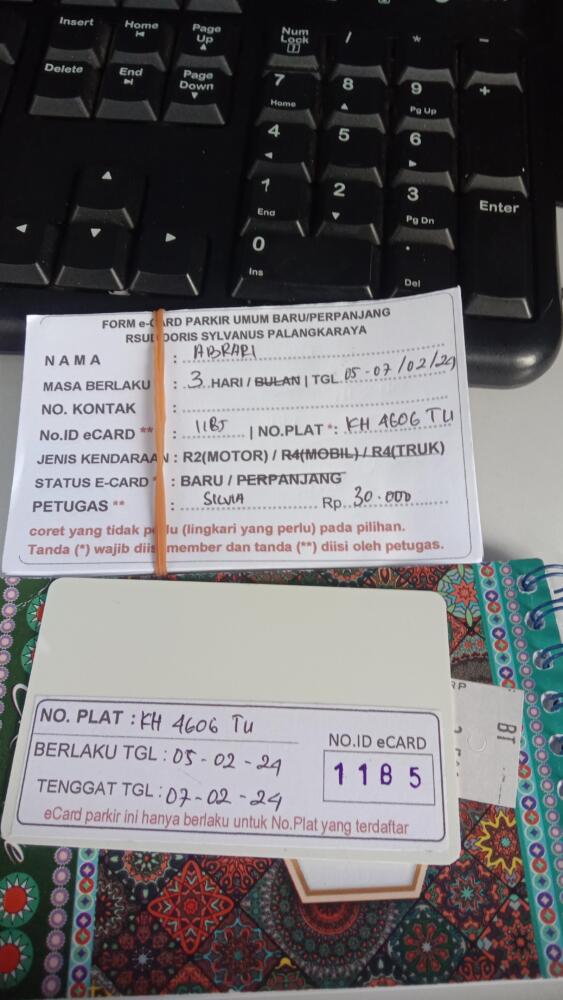 Insert Home Page Up Num Lock / * -
Delete End Page Down 7 Home 8 9 Pg Up +
4 5 6
1 End 2 3 Pg Dn Enter
0 Ins . Del
FORM e-CARD PARKIR UMUM BARU/PERPANJANG
RSUD DORIS SYLVANUS PALANGKARAYA
NAMA : ABRARI
MASA BERLAKU : 3 HARI / BULAN | TGL 05-07/02/24
NO. KONTAK :
No.ID eCARD ** : 1185 | NO.PLAT * : KH 4606 TU
JENIS KENDARAAN : R2(MOTOR) / R4(MOBIL) / R4(TRUK)
STATUS E-CARD * : BARU / PERPANJANG
PETUGAS ** : SILVIA Rp. 30.000
coret yang tidak perlu (lingkari yang perlu) pada pilihan.
Tanda (*) wajib diisi member dan tanda (**) diisi oleh petugas.
NO. PLAT : KH 4606 TU
BERLAKU TGL : 05-02-24
NO.ID eCARD
1185
TENGGAT TGL : 07-02-24
eCard parkir ini hanya berlaku untuk No.Plat yang terdaftar